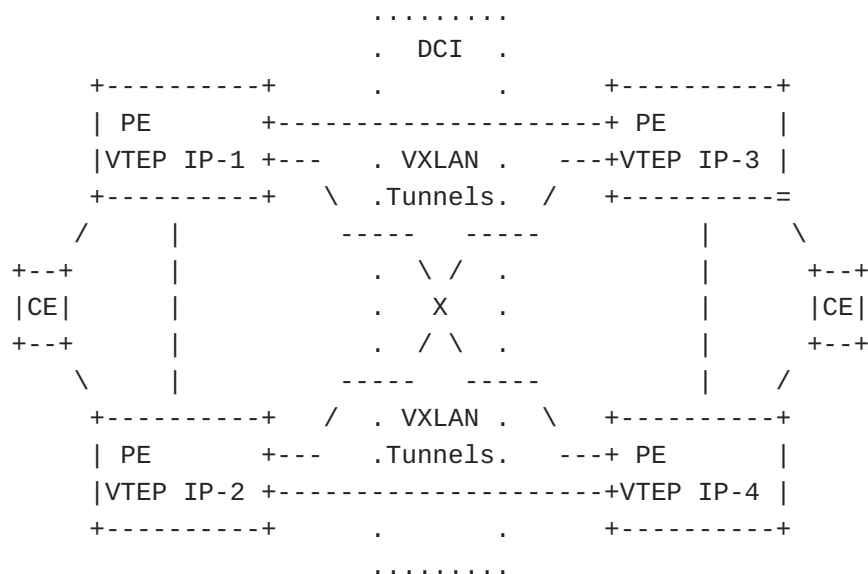 DCI
PE PE
VTEP IP-1 VXLAN VTEP IP-3
Tunnels
CE X CE
VXLAN
PE Tunnels PE
VTEP IP-2 VTEP IP-4